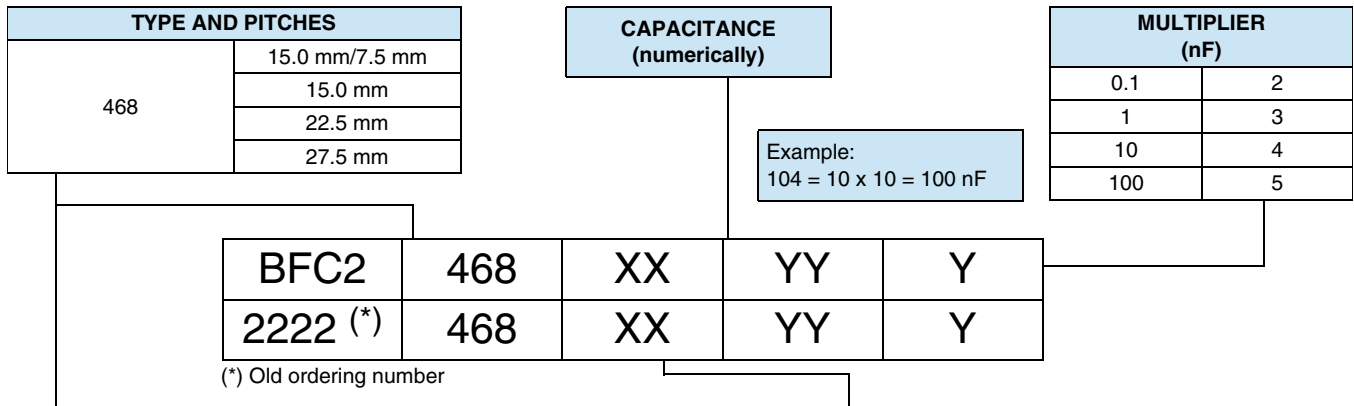 TYPE AND PITCHES
468
15.0 mm/7.5 mm
15.0 mm
22.5 mm
27.5 mm
CAPACITANCE
(numerically)
MULTIPLIER
(nF)
0.1 2
1 3
10 4
100 5
Example:
104 = 10 x 10 = 100 nF
BFC2 468 XX YY Y
2222 (*) 468 XX YY Y
(*) Old ordering number